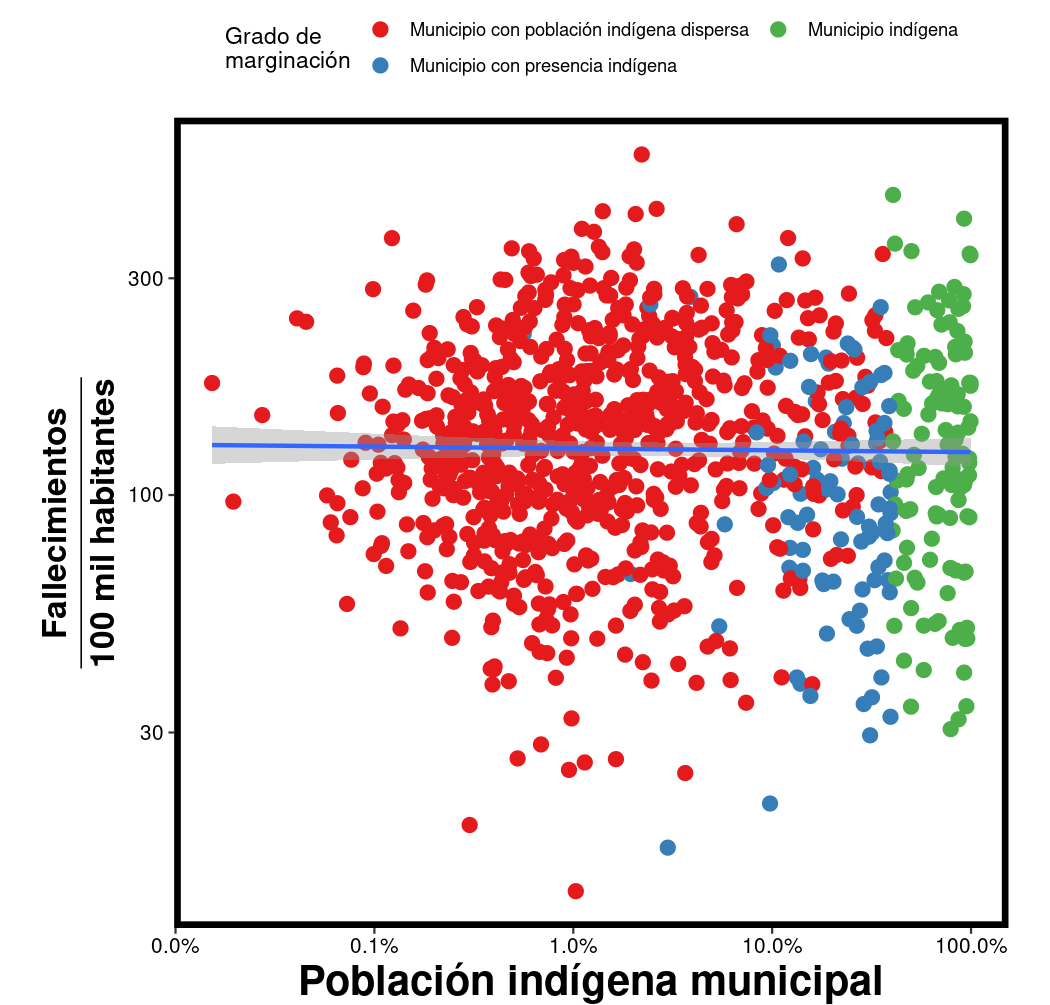 Grado de
marginación
Municipio con población indígena dispersa
Municipio indígena
Municipio con presencia indígena
Fallecimientos
100 mil habitantes
300
100
30
0.0%
0.1%
1.0%
10.0%
100.0%
Población indígena municipal